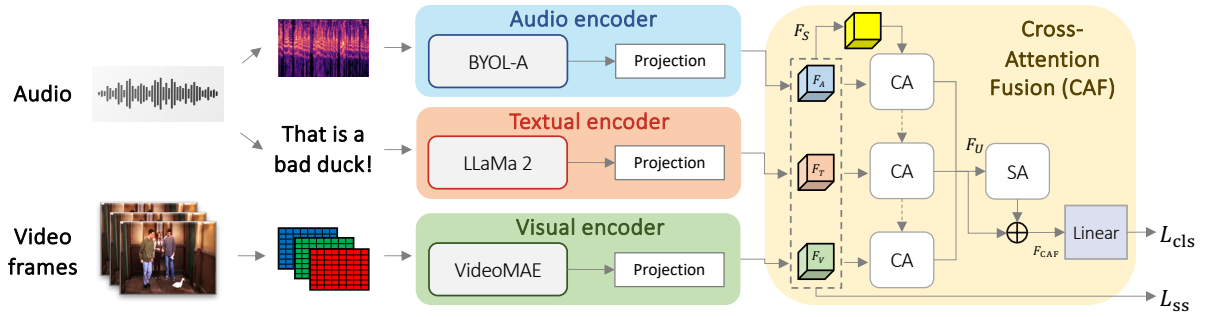 Audio
That is a
bad duck!
Video
frames
Audio encoder
BYOL-A
Projection
Textual encoder
LLaMa 2
Projection
Visual encoder
VideoMAE
Projection
Cross-
Attention
Fusion (CAF)
F_S
F_A
CA
F_T
CA
F_V
CA
F_U
SA
F_CAF
Linear
L_cls
L_ss